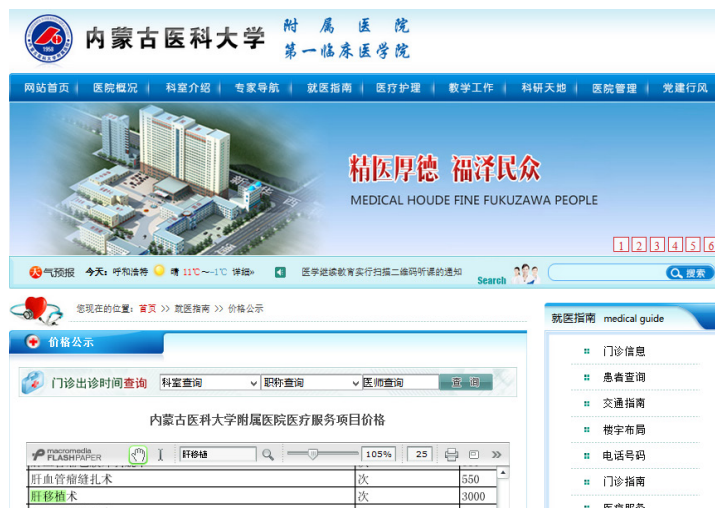 内蒙古医科大学
附属医院
第一临床医学院
网站首页 医院概况 科室介绍 专家导航 就医指南 医疗护理 教学工作 科研天地 医院管理 党建行风
精医厚德 福泽民众
MEDICAL HOUDE FINE FUKUZAWA PEOPLE
1 2 3 4 5 6
天气预报 今天: 呼和浩特 晴 11℃~-1℃ 详细» 医学继续教育实行扫描二维码听课的通知 Search 搜索
您现在的位置: 首页 >> 就医指南 >> 价格公示
就医指南 medical guide
价格公示
门诊信息
门诊出诊时间查询 科室查询 职称查询 医师查询 查 询
患者查询
交通指南
内蒙古医科大学附属医院医疗服务项目价格
楼宇布局
macromedia
FLASHPAPER 肝移植 105% 25
电话号码
肝血管瘤缝扎术 次 550
门诊指南
肝移植术 次 3000